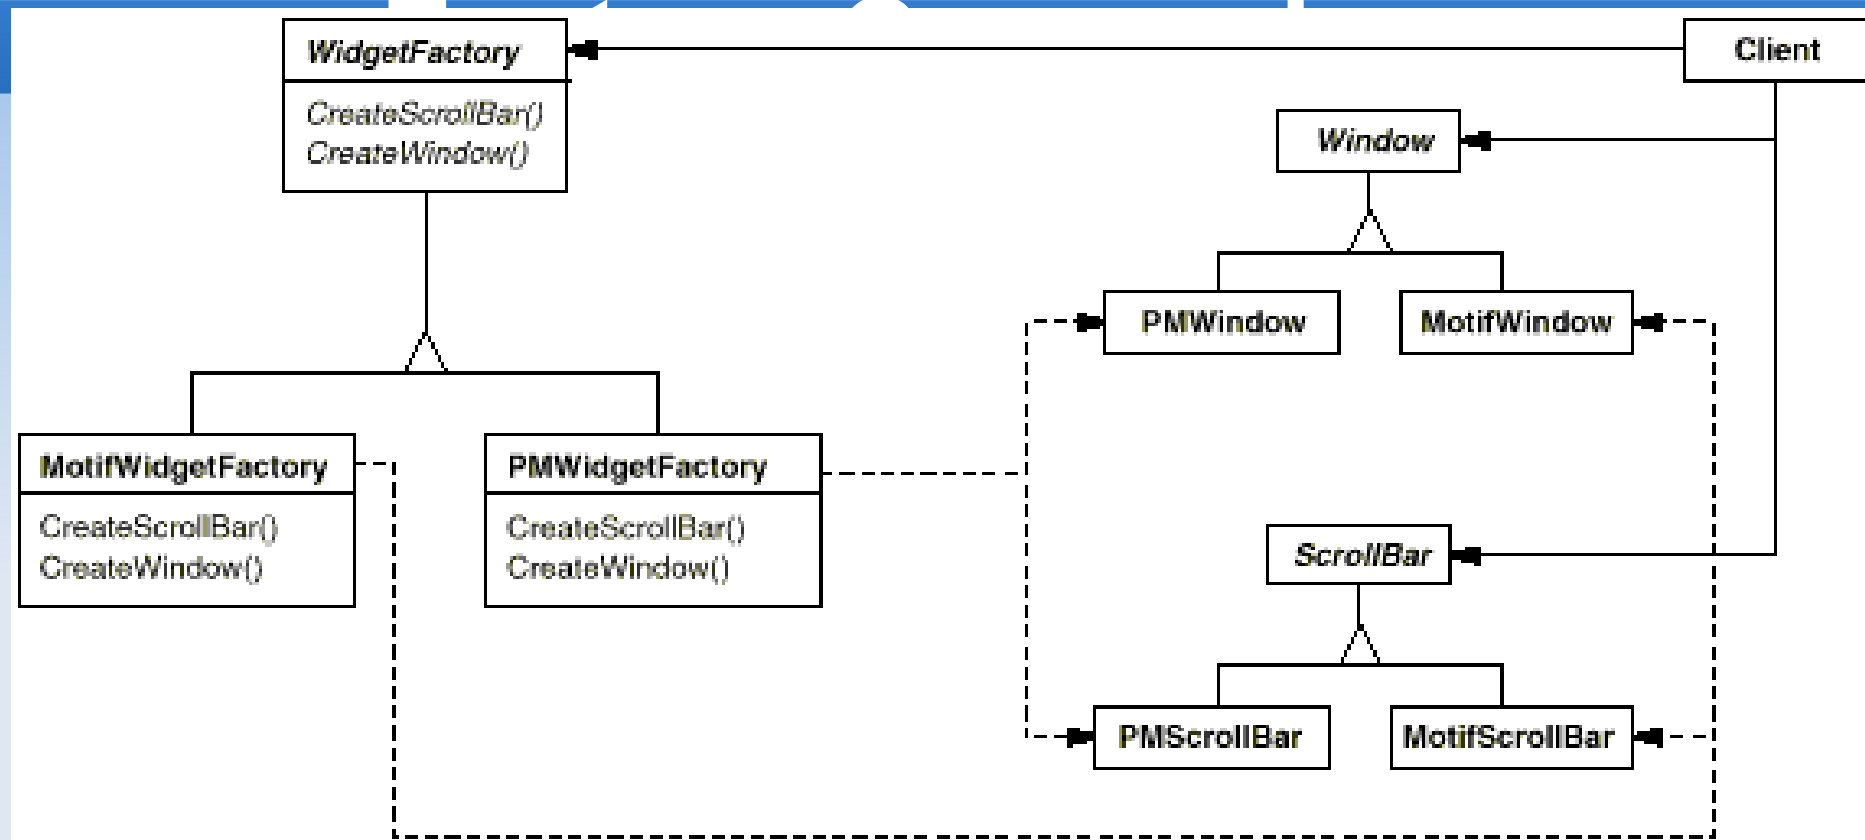 WidgetFactory
CreateScrollBar()
CreateWindow()
Client
Window
PMWindow
MotifWindow
MotifWidgetFactory
CreateScrollBar()
CreateWindow()
PMWidgetFactory
CreateScrollBar()
CreateWindow()
ScrollBar
PMScrollBar
MotifScrollBar